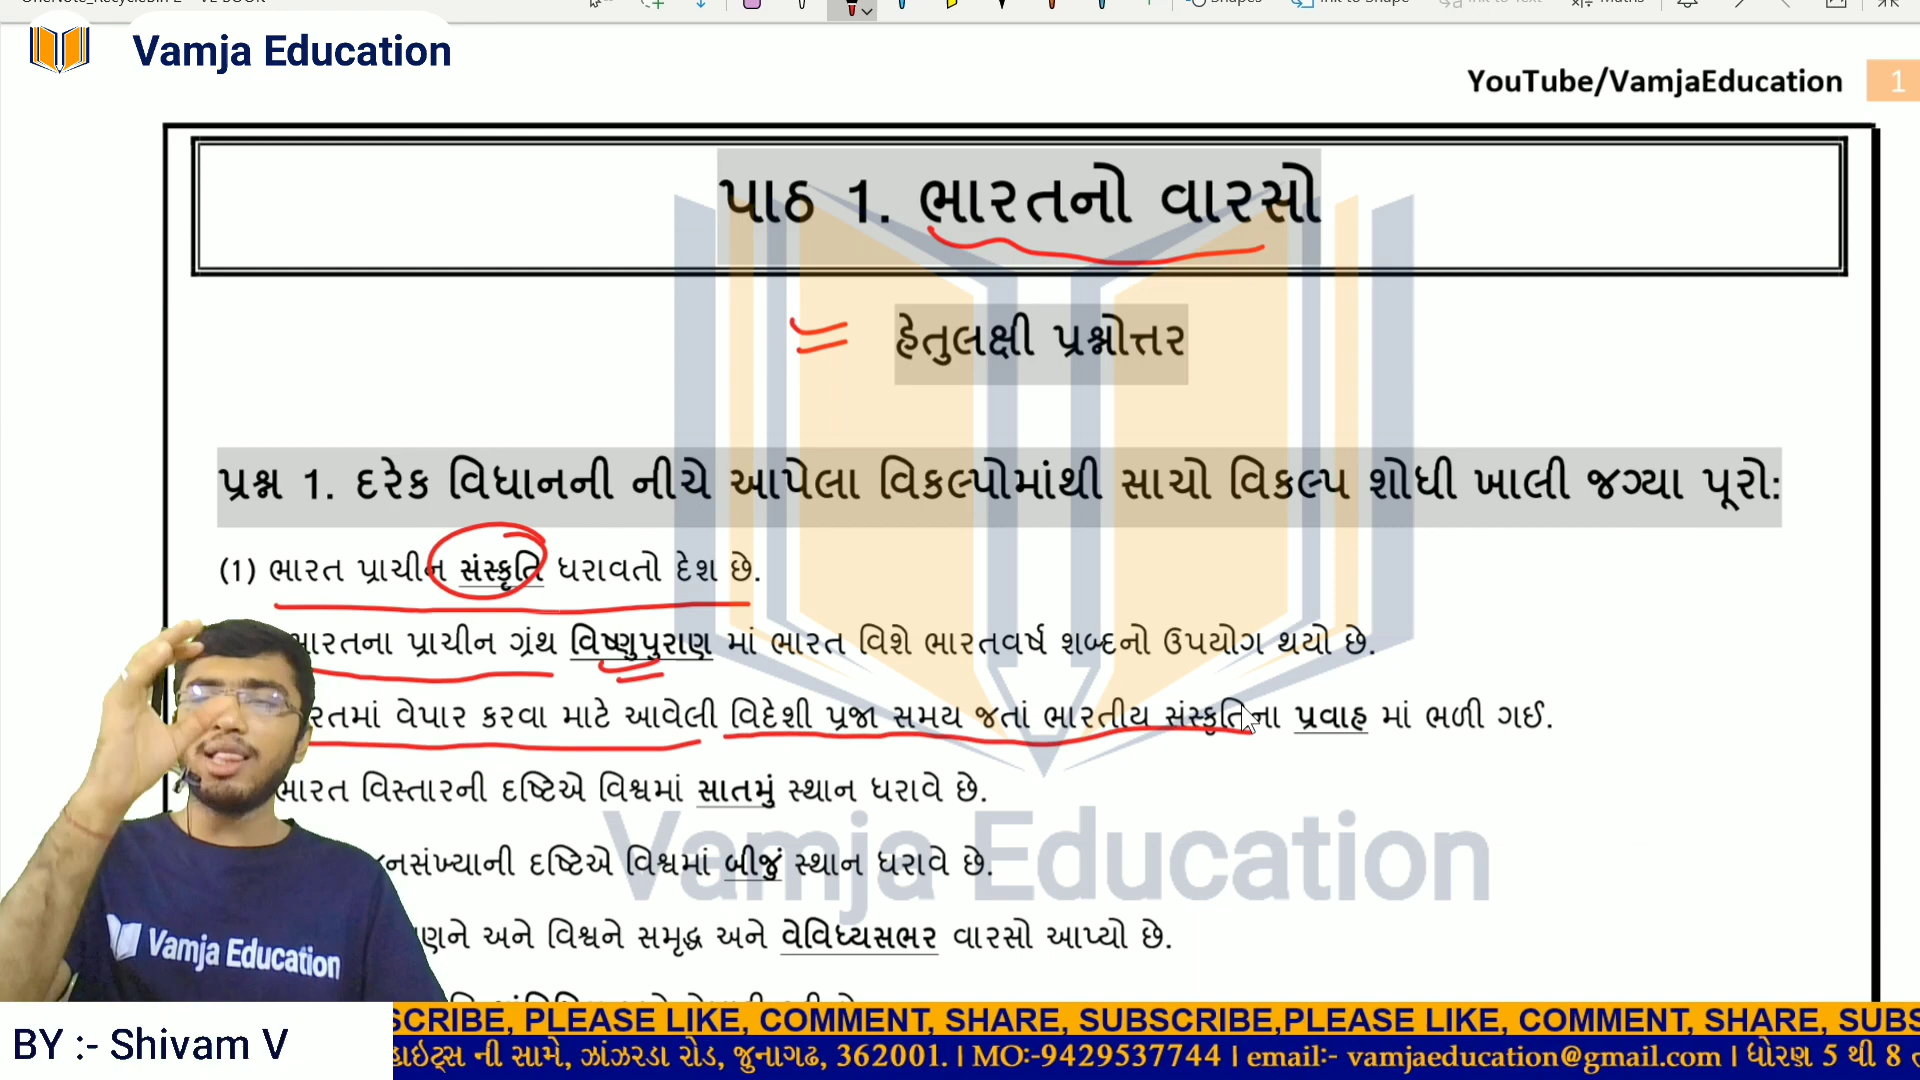 Vamja Education
YouTube/VamjaEducation 1
પાઠ 1. ભારતનો વારસો
હેતુલક્ષી પ્રશ્નોત્તર
પ્રશ્ન 1. દરેક વિધાનની નીચે આપેલા વિકલ્પોમાંથી સાચો વિકલ્પ શોધી ખાલી જગ્યા પૂરો:
(1) ભારત પ્રાચીન સંસ્કૃતિ ધરાવતો દેશ છે.
ભારતના પ્રાચીન ગ્રંથ વિષ્ણુપુરાણ માં ભારત વિશે ભારતવર્ષ શબ્દનો ઉપયોગ થયો છે.
વેપાર કરવા માટે આવેલી વિદેશી પ્રજા સમય જતાં ભારતીય સંસ્કૃતિના પ્રવાહ માં ભળી ગઈ.
ભારત વિસ્તારની દષ્ટિએ વિશ્વમાં સાતમું સ્થાન ધરાવે છે.
દષ્ટિએ વિશ્વમાં બીજું સ્થાન ધરાવે છે.
અને વિશ્વને સમૃદ્ધ અને વેવિધ્યસભર વારસો આપ્યો છે.
Vamja Education
Vamja Education
BY :- Shivam V
SCRIBE, PLEASE LIKE, COMMENT, SHARE, SUBSCRIBE,PLEASE LIKE, COMMENT, SHARE, SUBS
હાઇટ્સ ની સામે, ઝાંઝરડા રોડ, જુનાગઢ, 362001. | MO:-9429537744 | email:- vamjaeducation@gmail.com | ધોરણ 5 થી 8